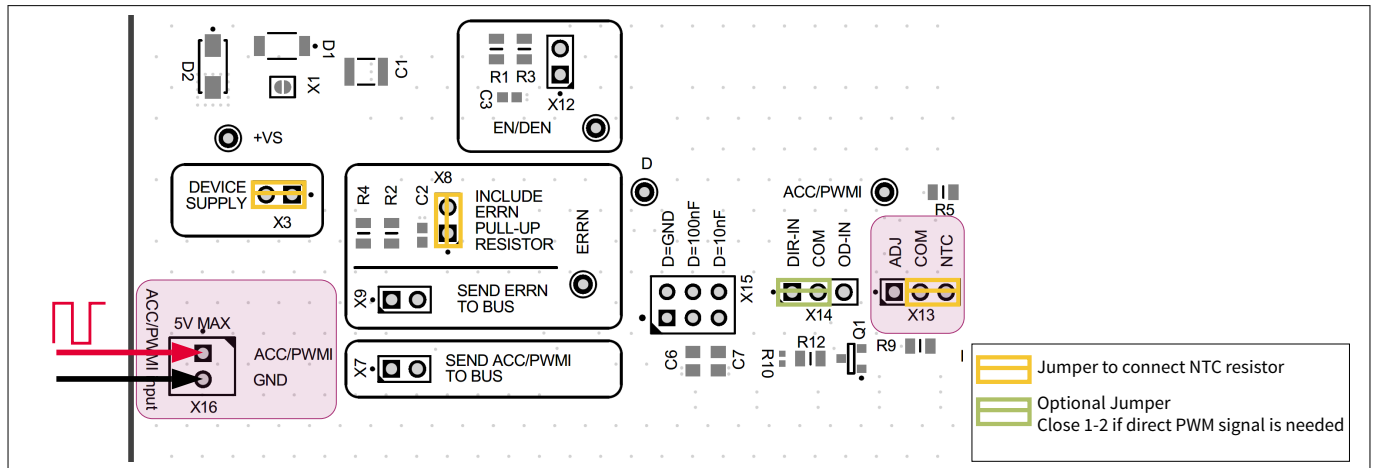 D2
D1
X1
C1
+VS
R1
R3
C3
X12
EN/DEN
DEVICE
SUPPLY
X3
R4
R2
C2
X8
INCLUDE
ERRN
PULL-UP
RESISTOR
ERRN
X9
SEND ERRN
TO BUS
X7
SEND ACC/PWMI
TO BUS
ACC/PWMI Input
5V MAX
ACC/PWMI
GND
X16
D
D=GND
D=100nF
D=10nF
X15
C6
C7
ACC/PWMI
DIR-IN
COM
OD-IN
X14
R10
R12
Q1
R5
ADJ
COM
NTC
X13
R9
Jumper to connect NTC resistor
Optional Jumper
Close 1-2 if direct PWM signal is needed